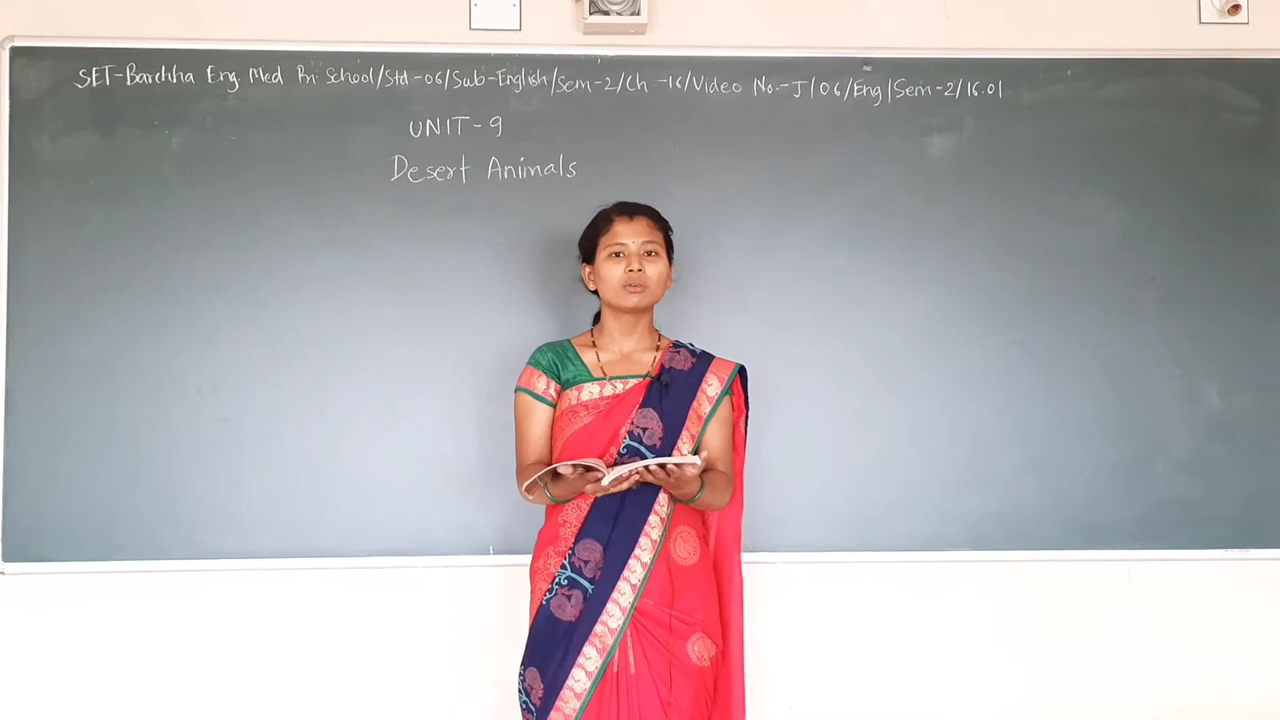 SET-Barchha Eng. Med Pri School/Std-06/Sub-English/Sem-2/Ch-16/Video No.-J/06/Eng/Sem-2/16.01
UNIT-9
Desert Animals